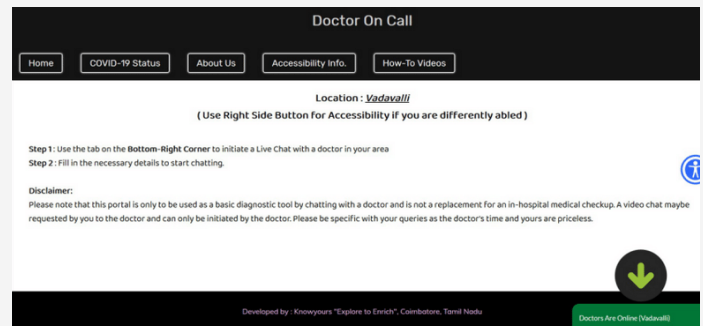 Doctor On Call
Home COVID-19 Status About Us Accessibility Info. How-To Videos
Location : Vadavalli
( Use Right Side Button for Accessibility if you are differently abled )
Step 1 : Use the tab on the Bottom-Right Corner to initiate a Live Chat with a doctor in your area
Step 2 : Fill in the necessary details to start chatting.
Disclaimer:
Please note that this portal is only to be used as a basic diagnostic tool by chatting with a doctor and is not a replacement for an in-hospital medical checkup. A video chat maybe
requested by you to the doctor and can only be initiated by the doctor. Please be specific with your queries as the doctor's time and yours are priceless.
Developed by : Knowyours "Explore to Enrich", Coimbatore, Tamil Nadu
Doctors Are Online (Vadavalli)